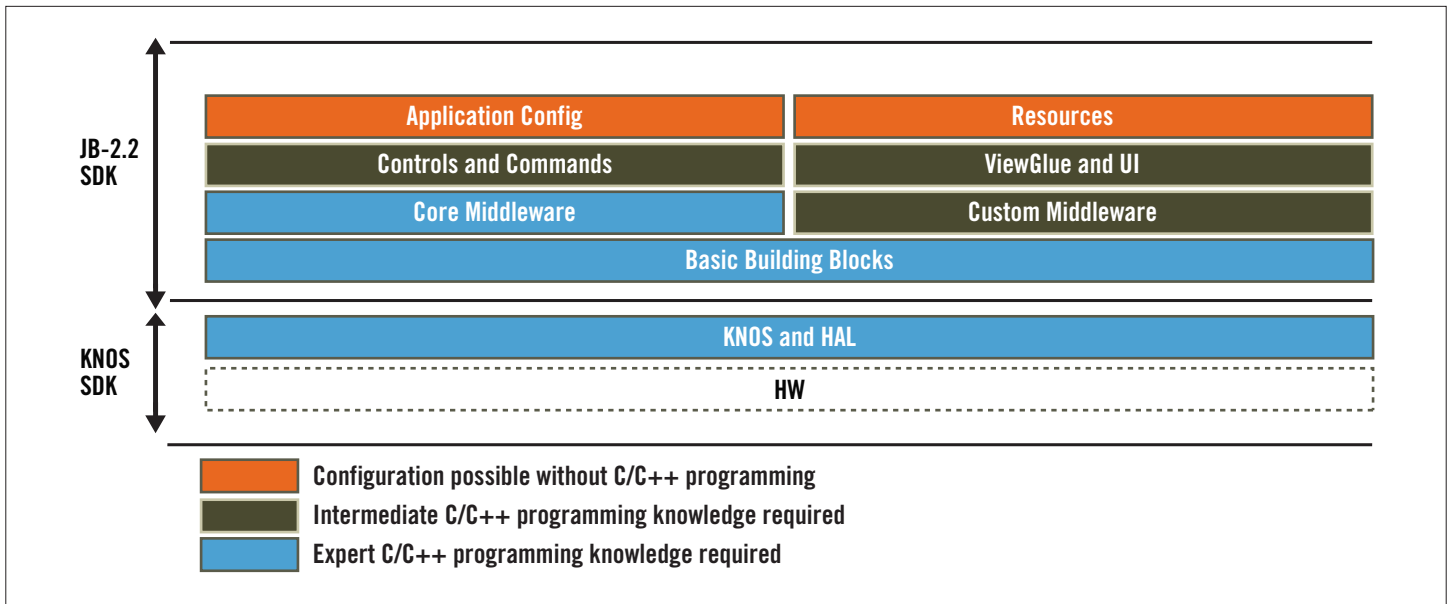 JB-2.2
SDK
Application Config
Resources
Controls and Commands
ViewGlue and UI
Core Middleware
Custom Middleware
Basic Building Blocks
KNOS
SDK
KNOS and HAL
HW
Configuration possible without C/C++ programming
Intermediate C/C++ programming knowledge required
Expert C/C++ programming knowledge required